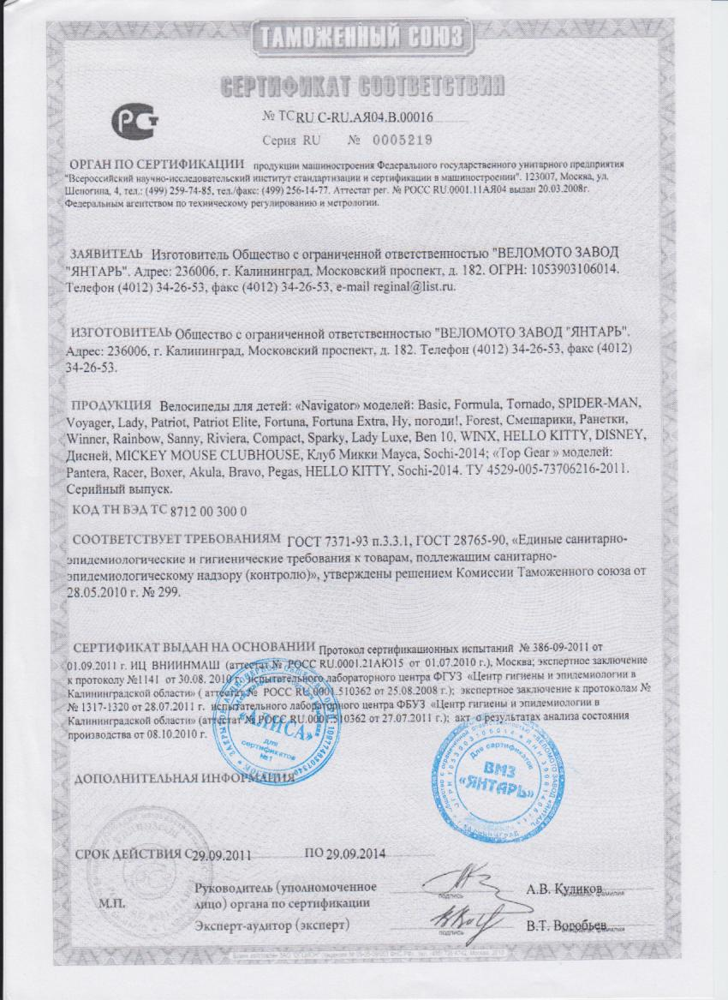 ТАМОЖЕННЫЙ СОЮЗ
СЕРТИФИКАТ СООТВЕТСТВИЯ
№ ТС RU C-RU.АЯ04.В.00016
Серия RU № 0005219
ОРГАН ПО СЕРТИФИКАЦИИ продукции машиностроения Федерального государственного унитарного предприятия
"Всероссийский научно-исследовательский институт стандартизации и сертификации в машиностроении". 123007, Москва, ул.
Шеногина, 4, тел.: (499) 259-74-85, тел./факс: (499) 256-14-77. Аттестат рег. № РОСС RU.0001.11АЯ04 выдан 20.03.2008г.
Федеральным агентством по техническому регулированию и метрологии.
ЗАЯВИТЕЛЬ Изготовитель Общество с ограниченной ответственностью "ВЕЛОМОТО ЗАВОД
"ЯНТАРЬ". Адрес: 236006, г. Калининград, Московский проспект, д. 182. ОГРН: 1053903106014.
Телефон (4012) 34-26-53, факс (4012) 34-26-53, e-mail reginal@list.ru.
ИЗГОТОВИТЕЛЬ Общество с ограниченной ответственностью "ВЕЛОМОТО ЗАВОД "ЯНТАРЬ".
Адрес: 236006, г. Калининград, Московский проспект, д. 182. Телефон (4012) 34-26-53, факс (4012)
34-26-53.
ПРОДУКЦИЯ Велосипеды для детей: «Navigator» моделей: Basic, Formula, Tornado, SPIDER-MAN,
Voyager, Lady, Patriot, Patriot Elite, Fortuna, Fortuna Extra, Ну, погоди!, Forest, Смешарики, Ранетки,
Winner, Rainbow, Sanny, Riviera, Compact, Sparky, Lady Luxe, Ben 10, WINX, HELLO KITTY, DISNEY,
Дисней, MICKEY MOUSE CLUBHOUSE, Клуб Микки Мауса, Sochi-2014; «Top Gear » моделей:
Pantera, Racer, Boxer, Akula, Bravo, Pegas, HELLO KITTY, Sochi-2014. ТУ 4529-005-73706216-2011.
Серийный выпуск.
КОД ТН ВЭД ТС 8712 00 300 0
СООТВЕТСТВУЕТ ТРЕБОВАНИЯМ ГОСТ 7371-93 п.3.3.1, ГОСТ 28765-90, «Единые санитарно-
эпидемиологические и гигиенические требования к товарам, подлежащим санитарно-
эпидемиологическому надзору (контролю)», утверждены решением Комиссии Таможенного союза от
28.05.2010 г. № 299.
СЕРТИФИКАТ ВЫДАН НА ОСНОВАНИИ Протокол сертификационных испытаний № 386-09-2011 от
01.09.2011 г. ИЦ ВНИИНМАШ (аттестат № РОСС RU.0001.21АЮ15 от 01.07.2010 г.), Москва; экспертное заключение
к протоколу №1141 от 30.08. 2010 г. испытательного лабораторного центра ФГУЗ «Центр гигиены и эпидемиологии в
Калининградской области» ( аттестат № РОСС RU.0001.510362 от 25.08.2008 г.); экспертное заключение к протоколам №
№ 1317-1320 от 28.07.2011 г. испытательного лабораторного центра ФБУЗ «Центр гигиены и эпидемиологии в
Калининградской области» (аттестат № РОСС RU.0001.510362 от 27.07.2011 г.); акт о результатах анализа состояния
производства от 08.10.2010 г.
«АЛИСА»
для
сертификатов
№1
Для сертификатов
ВМЗ
«ЯНТАРЬ»
ДОПОЛНИТЕЛЬНАЯ ИНФОРМАЦИЯ
СРОК ДЕЙСТВИЯ С 29.09.2011 ПО 29.09.2014
М.П.
Руководитель (уполномоченное
лицо) органа по сертификации
подпись
А.В. Куликов
инициалы, фамилия
Эксперт-аудитор (эксперт)
подпись
В.Т. Воробьев
инициалы, фамилия